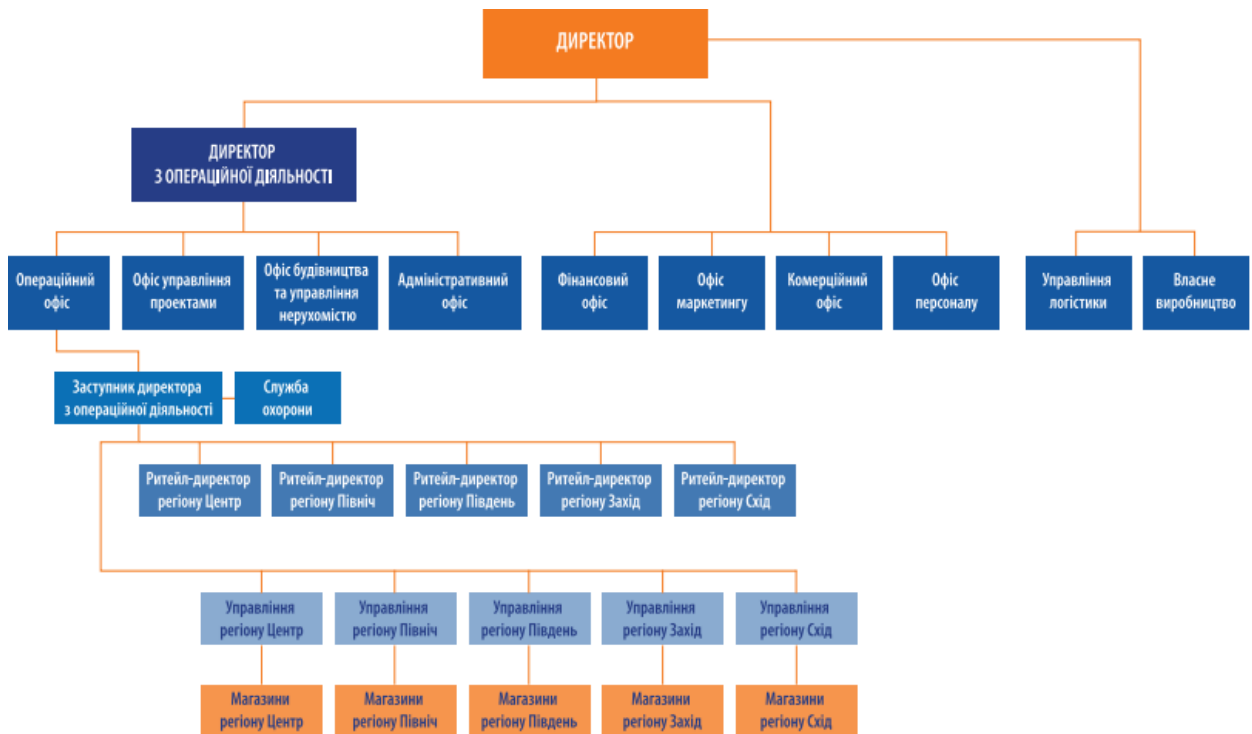 ДИРЕКТОР
ДИРЕКТОР
З ОПЕРАЦІЙНОЇ ДІЯЛЬНОСТІ
Операційний
офіс
Офіс управління
проектами
Офіс будівництва
та управління
нерухомістю
Адміністративний
офіс
Фінансовий
офіс
Офіс
маркетингу
Комерційний
офіс
Офіс
персоналу
Управління
логістики
Власне
виробництво
Заступник директора
з операційної діяльності
Служба
охорони
Ритейл-директор
регіону Центр
Ритейл-директор
регіону Північ
Ритейл-директор
регіону Південь
Ритейл-директор
регіону Захід
Ритейл-директор
регіону Схід
Управління
регіону Центр
Управління
регіону Північ
Управління
регіону Південь
Управління
регіону Захід
Управління
регіону Схід
Магазини
регіону Центр
Магазини
регіону Північ
Магазини
регіону Південь
Магазини
регіону Захід
Магазини
регіону Схід